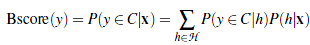 Bscore(y) = P(y ∈ C|x) = ∑ P(y ∈ C|h)P(h|x)
h∈ℋ